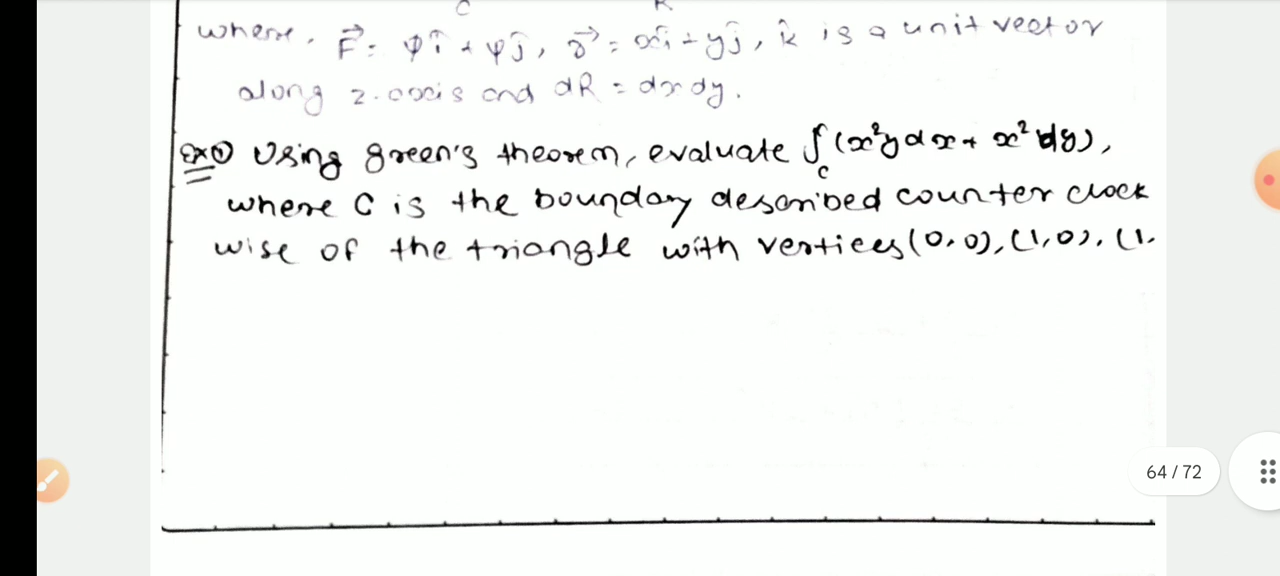 C R
where, F⃗ = φî + ψĵ, r⃗ = xî + yĵ, k̂ is a unit vector
along z-axis and dR = dxdy.
Ex① Using green's theorem, evaluate ∫_C (x²y dx + x² dy),
where C is the boundary described counter clock
wise of the triangle with vertices (0,0), (1,0), (1,
64 / 72